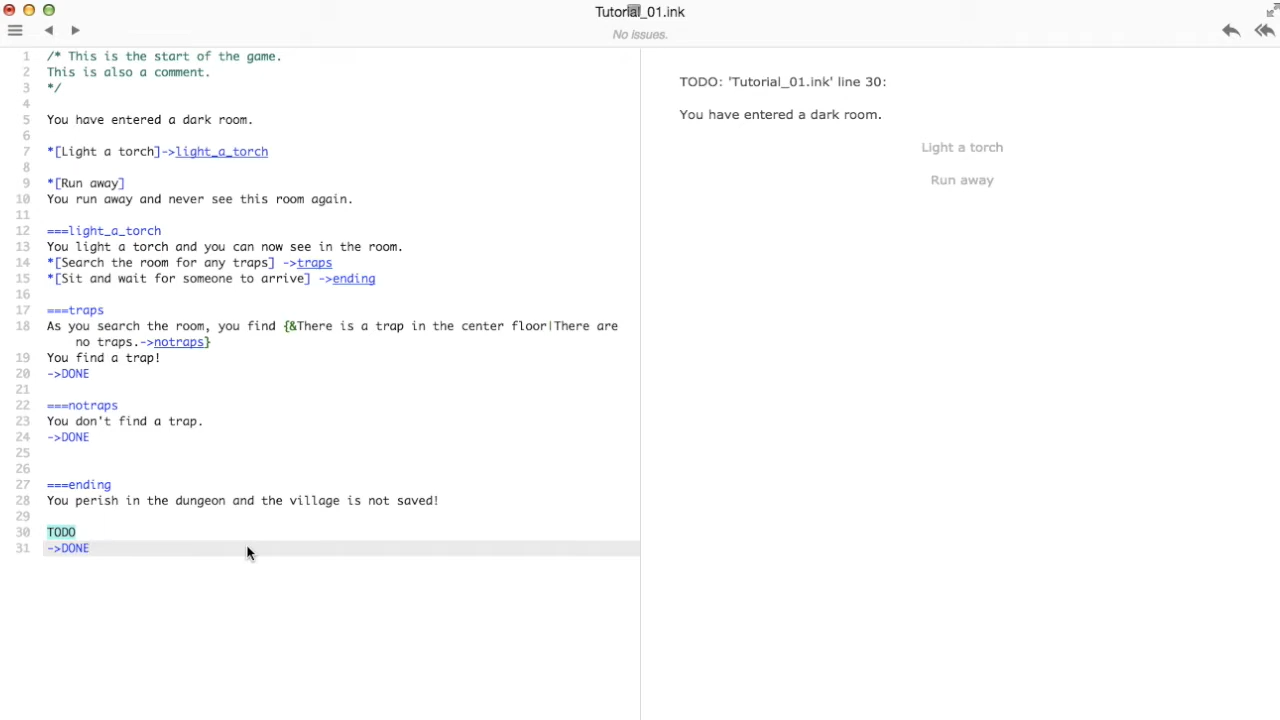 Tutorial_01.ink
No issues.
1 /* This is the start of the game.
2 This is also a comment.
3 */
4
5 You have entered a dark room.
6
7 *[Light a torch]->light_a_torch
8
9 *[Run away]
10 You run away and never see this room again.
11
12 ===light_a_torch
13 You light a torch and you can now see in the room.
14 *[Search the room for any traps] ->traps
15 *[Sit and wait for someone to arrive] ->ending
16
17 ===traps
18 As you search the room, you find {&There is a trap in the center floor|There are
no traps.->notraps}
19 You find a trap!
20 ->DONE
21
22 ===notraps
23 You don't find a trap.
24 ->DONE
25
26
27 ===ending
28 You perish in the dungeon and the village is not saved!
29
30 TODO
31 ->DONE
TODO: 'Tutorial_01.ink' line 30:
You have entered a dark room.
Light a torch
Run away